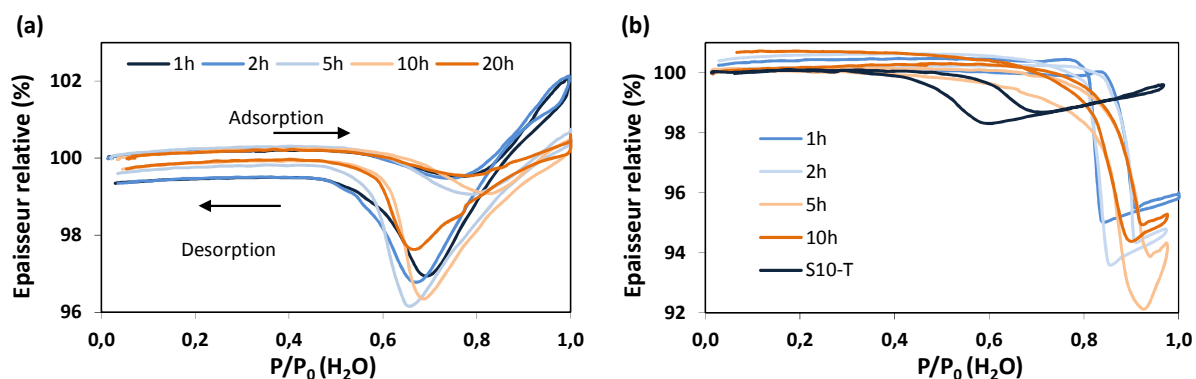 (a)
1h 2h 5h 10h 20h
Adsorption
Desorption
Epaisseur relative (%)
102
100
98
96
0,0 0,2 0,4 0,6 0,8 1,0
P/P0 (H2O)
(b)
Epaisseur relative (%)
100
98
96
94
92
1h
2h
5h
10h
S10-T
0,0 0,2 0,4 0,6 0,8 1,0
P/P0 (H2O)